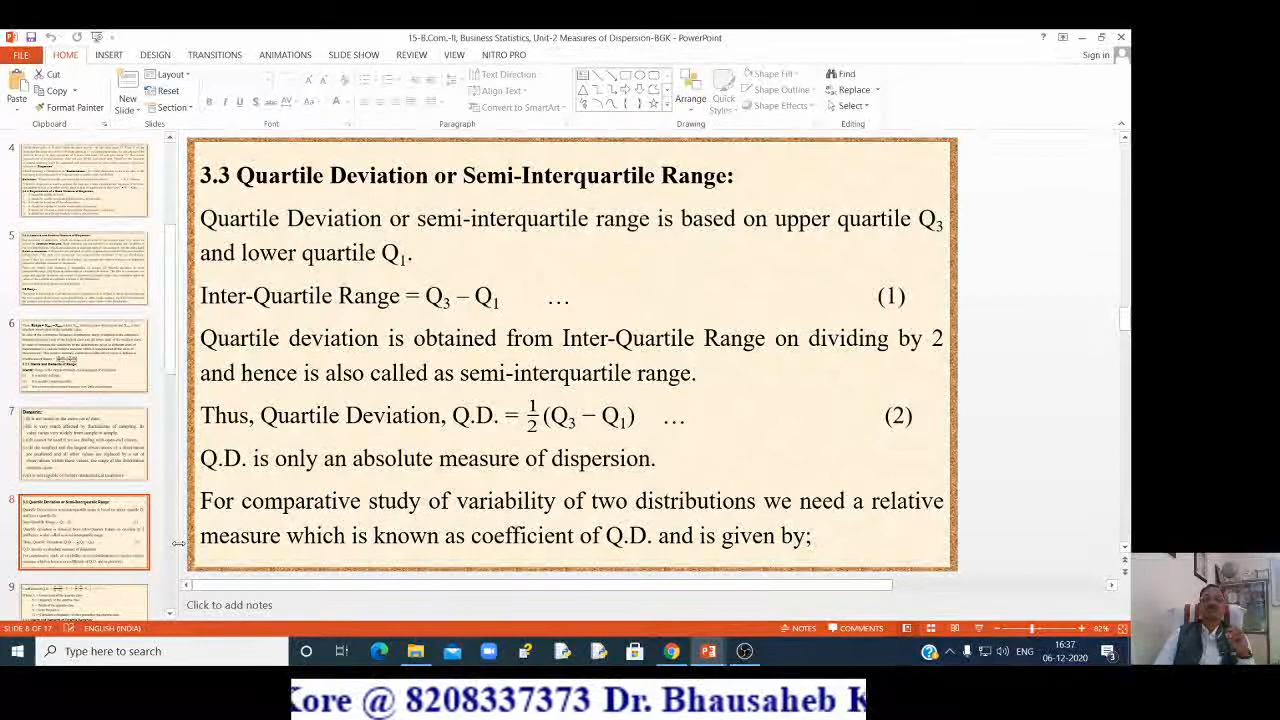 15-B.Com.-II, Business Statistics, Unit-2 Measures of Dispersion-BGK - PowerPoint
FILE HOME INSERT DESIGN TRANSITIONS ANIMATIONS SLIDE SHOW REVIEW VIEW NITRO PRO Sign in
Paste
Cut
Copy
Format Painter
Clipboard
New Slide
Layout
Reset
Section
Slides
Font
Text Direction
Align Text
Convert to SmartArt
Paragraph
Arrange
Quick Styles
Shape Fill
Shape Outline
Shape Effects
Drawing
Find
Replace
Select
Editing
4
5
6
7
8
9
3.3 Quartile Deviation or Semi-Interquartile Range:
Quartile Deviation or semi-interquartile range is based on upper quartile Q3
and lower quartile Q1.
Inter-Quartile Range = Q3 – Q1 … (1)
Quartile deviation is obtained from Inter-Quartile Range on dividing by 2
and hence is also called as semi-interquartile range.
Thus, Quartile Deviation, Q.D. = 1/2 (Q3 − Q1) … (2)
Q.D. is only an absolute measure of dispersion.
For comparative study of variability of two distributions we need a relative
measure which is known as coefficient of Q.D. and is given by;
Click to add notes
SLIDE 8 OF 17 ENGLISH (INDIA) NOTES COMMENTS 82%
Type here to search
ENG
16:37
06-12-2020
Kore @ 8208337373 Dr. Bhausaheb K